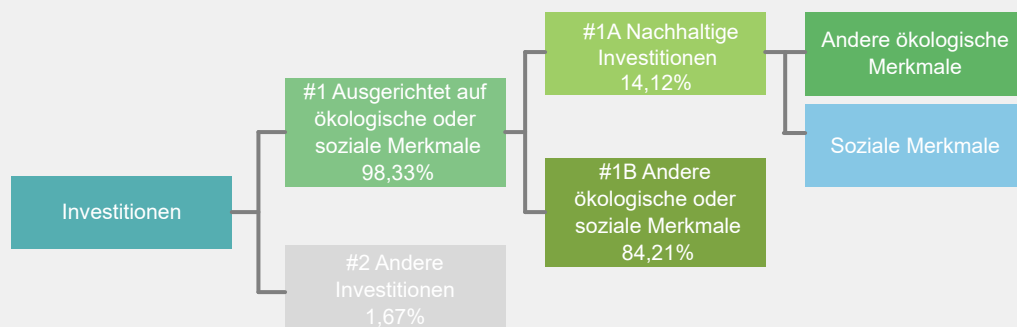 Investitionen
#1 Ausgerichtet auf
ökologische oder
soziale Merkmale
98,33%
#2 Andere
Investitionen
1,67%
#1A Nachhaltige
Investitionen
14,12%
#1B Andere
ökologische oder
soziale Merkmale
84,21%
Andere ökologische
Merkmale
Soziale Merkmale